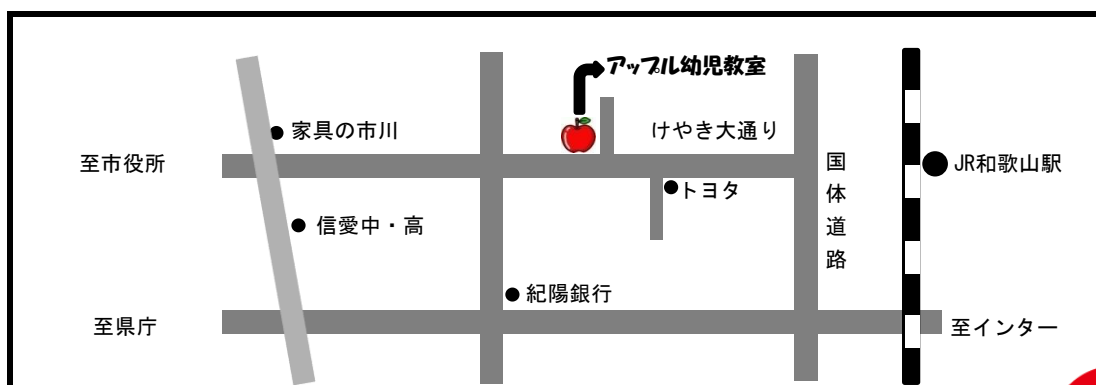 アップル幼児教室
家具の市川
けやき大通り
至市役所
国体道路
JR和歌山駅
トヨタ
信愛中・高
紀陽銀行
至県庁
至インター